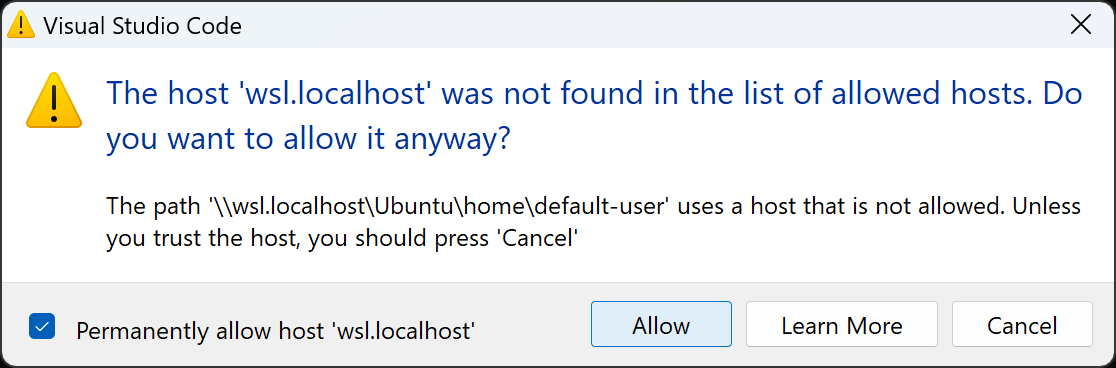 Visual Studio Code
The host 'wsl.localhost' was not found in the list of allowed hosts. Do
you want to allow it anyway?
The path '\\wsl.localhost\Ubuntu\home\default-user' uses a host that is not allowed. Unless
you trust the host, you should press 'Cancel'
Permanently allow host 'wsl.localhost'
Allow
Learn More
Cancel